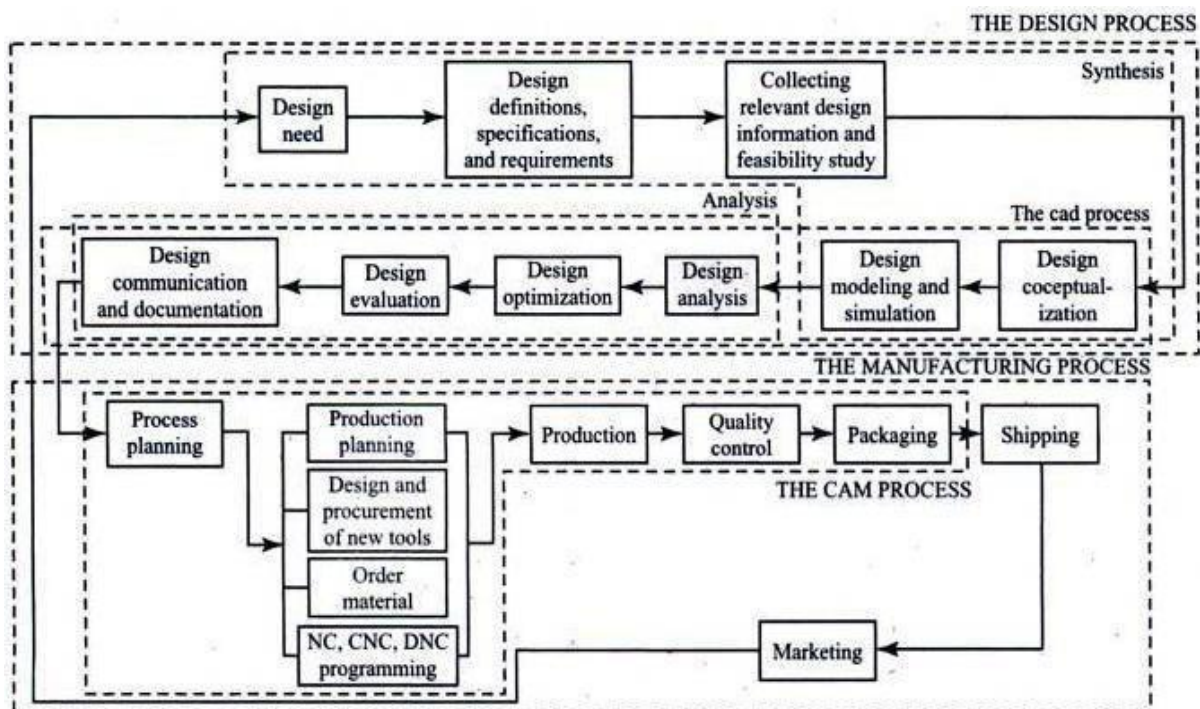 THE DESIGN PROCESS
Synthesis
Design
need
Design
definitions,
specifications,
and requirements
Collecting
relevant design
information and
feasibility study
Analysis
The cad process
Design
communication
and documentation
Design
evaluation
Design
optimization
Design
analysis
Design
modeling and
simulation
Design
coceptual-
ization
THE MANUFACTURING PROCESS
Process
planning
Production
planning
Design and
procurement
of new tools
Order
material
NC, CNC, DNC
programming
Production
Quality
control
Packaging
Shipping
THE CAM PROCESS
Marketing